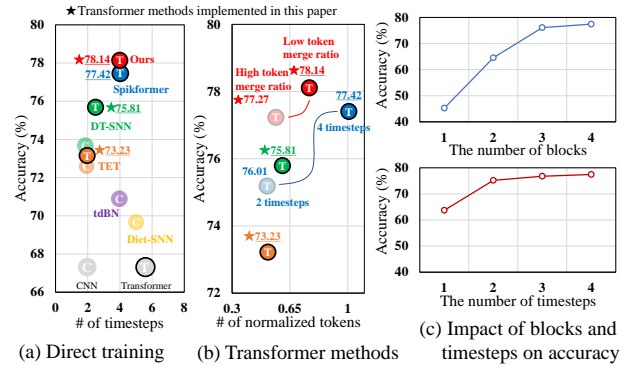 ★Transformer methods implemented in this paper
Accuracy (%)
80
78
76
74
72
70
68
66
0 2 4 6 8
# of timesteps
★78.14
T
Ours
77.42
T
Spikformer
T
★75.81
DT-SNN
C
★73.23
T
C
TET
C
tdBN
C
Diet-SNN
C
T
CNN
Transformer
(a) Direct training
Accuracy (%)
81
78
75
72
0.3 0.65 1
# of normalized tokens
Low token
merge ratio
★78.14
T
High token
merge ratio
★77.27
T
77.42
T
4 timesteps
★75.81
T
76.01
T
2 timesteps
★73.23
T
(b) Transformer methods
Accuracy (%)
80
70
60
50
40
1 2 3 4
The number of blocks
Accuracy (%)
80
70
60
50
40
1 2 3 4
The number of timesteps
(c) Impact of blocks and
timesteps on accuracy